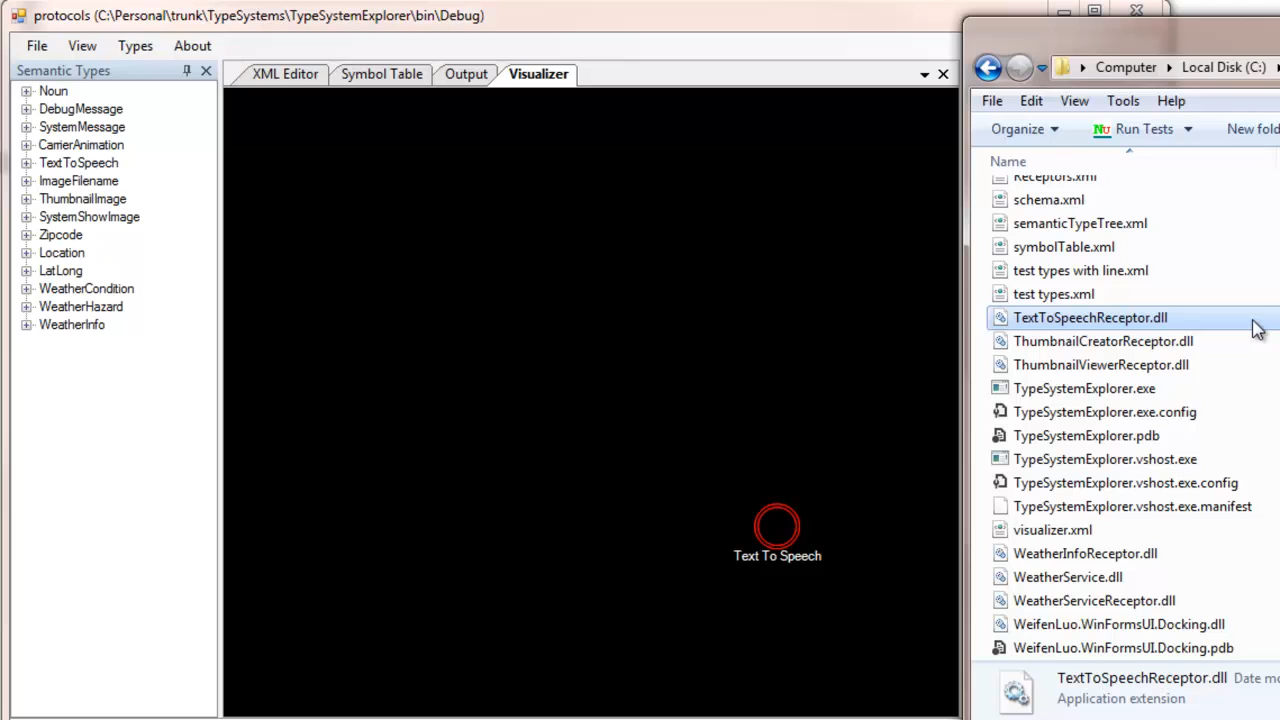 protocols (C:\Personal\trunk\TypeSystems\TypeSystemExplorer\bin\Debug)
File View Types About
Semantic Types
Noun
DebugMessage
SystemMessage
CarrierAnimation
TextToSpeech
ImageFilename
ThumbnailImage
SystemShowImage
Zipcode
Location
LatLong
WeatherCondition
WeatherHazard
WeatherInfo
XML Editor Symbol Table Output Visualizer
Text To Speech
Computer Local Disk (C:)
File Edit View Tools Help
Organize Nu Run Tests New fold
Name
Receptors.xml
schema.xml
semanticTypeTree.xml
symbolTable.xml
test types with line.xml
test types.xml
TextToSpeechReceptor.dll
ThumbnailCreatorReceptor.dll
ThumbnailViewerReceptor.dll
TypeSystemExplorer.exe
TypeSystemExplorer.exe.config
TypeSystemExplorer.pdb
TypeSystemExplorer.vshost.exe
TypeSystemExplorer.vshost.exe.config
TypeSystemExplorer.vshost.exe.manifest
visualizer.xml
WeatherInfoReceptor.dll
WeatherService.dll
WeatherServiceReceptor.dll
WeifenLuo.WinFormsUI.Docking.dll
WeifenLuo.WinFormsUI.Docking.pdb
TextToSpeechReceptor.dll Date mo
Application extension